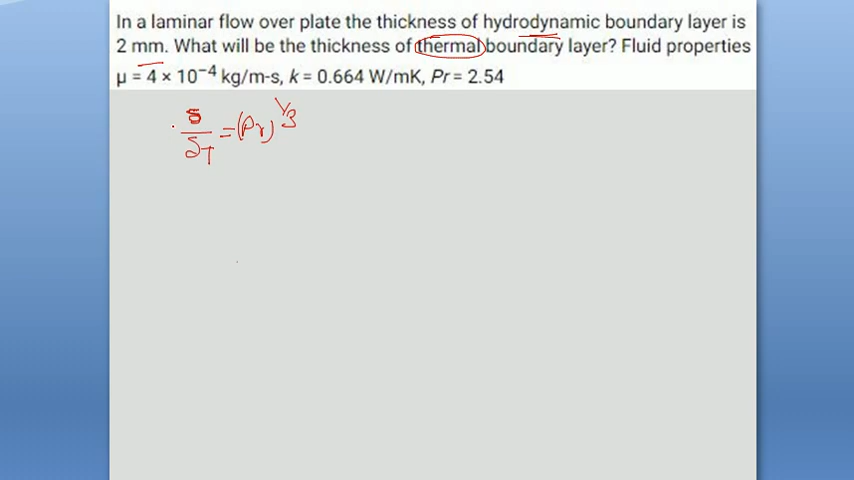 In a laminar flow over plate the thickness of hydrodynamic boundary layer is
2 mm. What will be the thickness of thermal boundary layer? Fluid properties
μ = 4 × 10⁻⁴ kg/m-s, k = 0.664 W/mK, Pr = 2.54
δ/δT = (Pr)^1/3